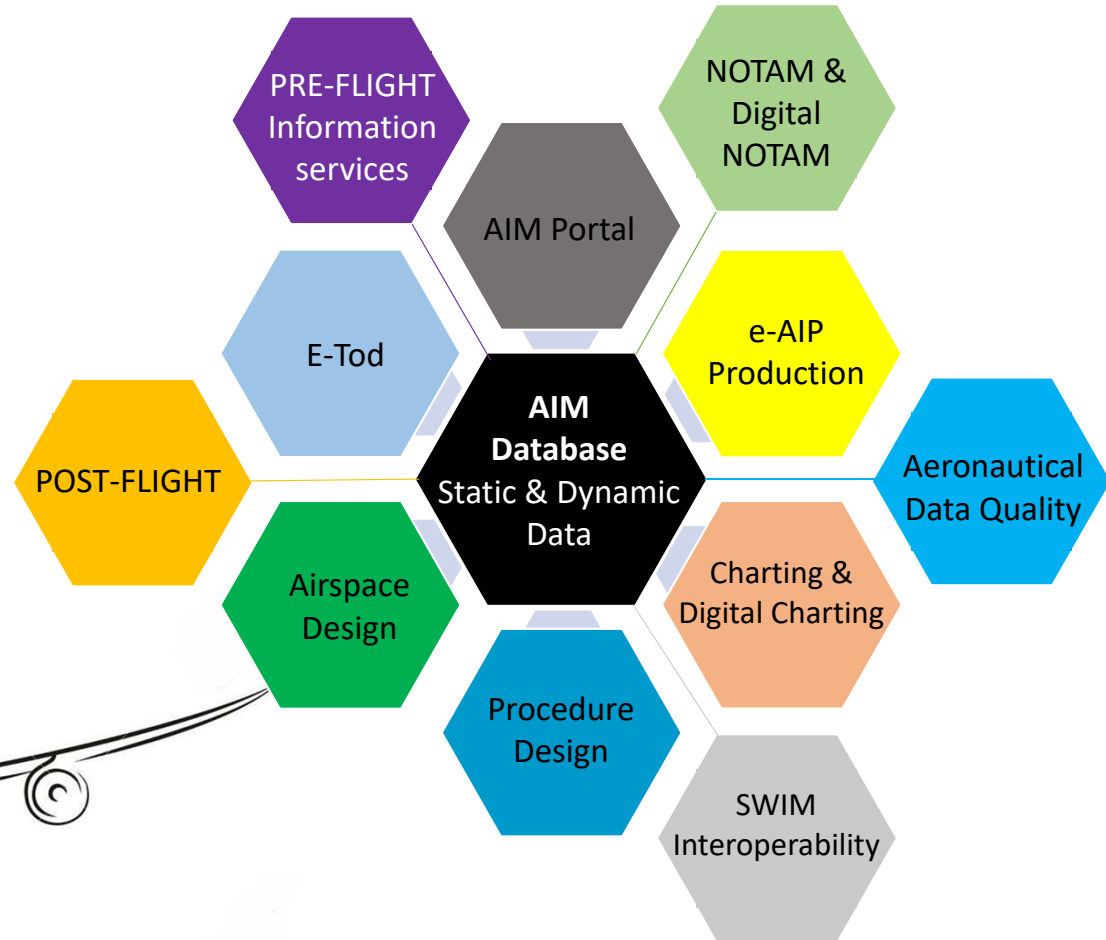 PRE-FLIGHT
Information
services
NOTAM &
Digital
NOTAM
AIM Portal
E-Tod
e-AIP
Production
AIM
Database
Static & Dynamic
Data
POST-FLIGHT
Aeronautical
Data Quality
Airspace
Design
Charting &
Digital Charting
Procedure
Design
SWIM
Interoperability